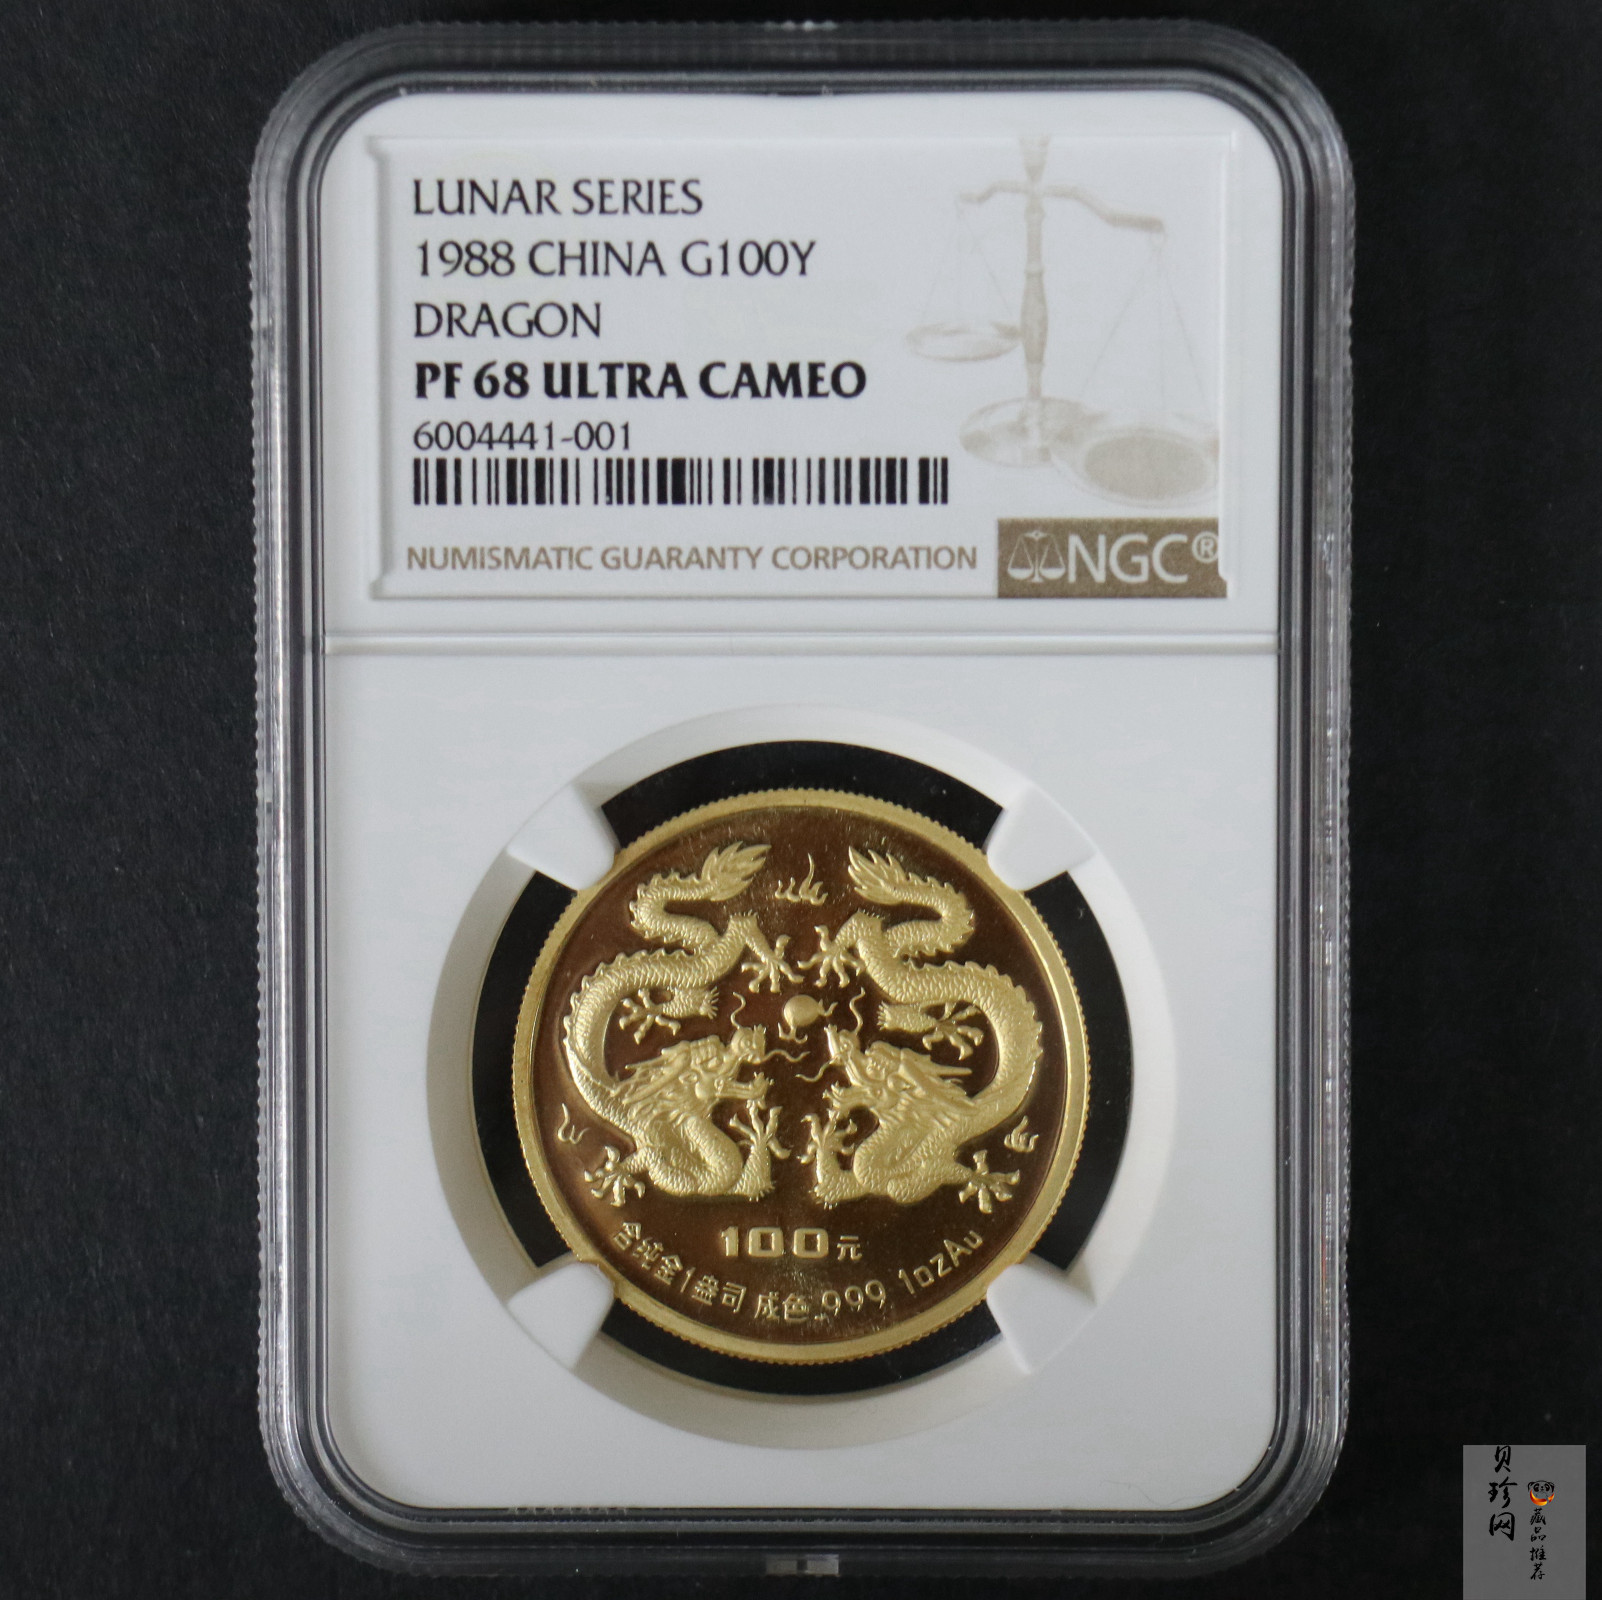 LUNAR SERIES
1988 CHINA G100Y
DRAGON
PF 68 ULTRA CAMEO
6004441-001
NUMISMATIC GUARANTY CORPORATION
NGC®
100元
含纯金1盎司 成色.999 1ozAu
贝珍网
藏品推荐